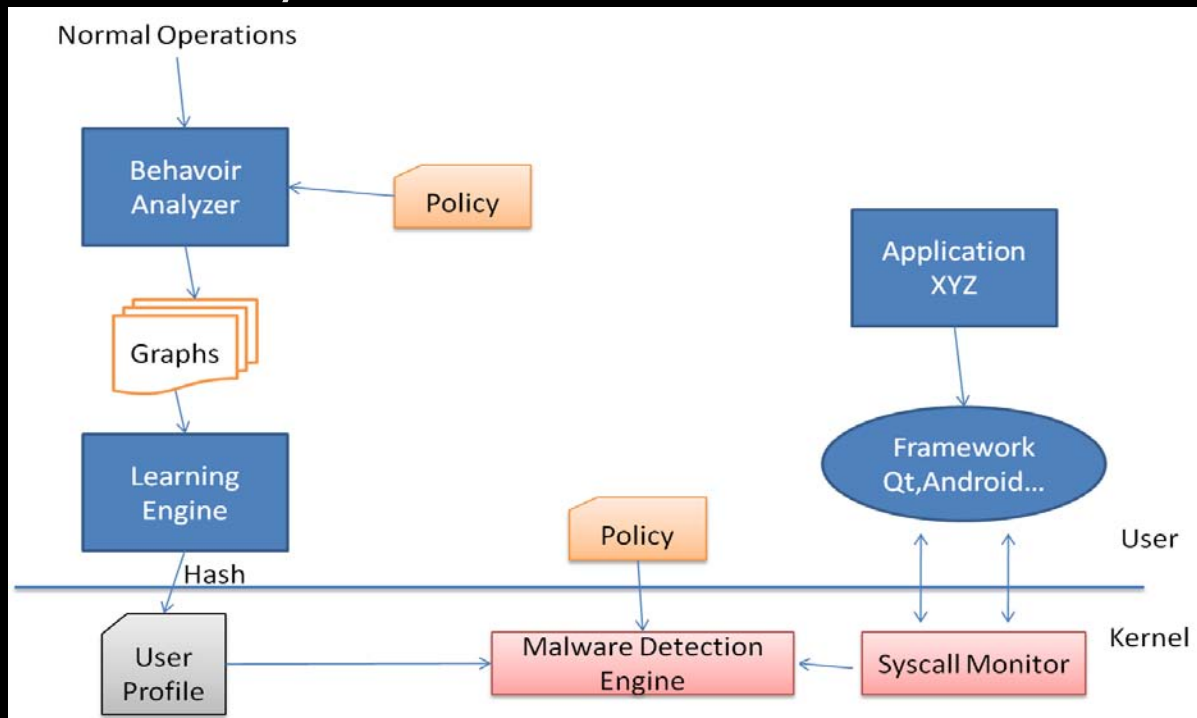 Normal Operations
Behavoir
Analyzer
Policy
Graphs
Learning
Engine
Hash
User
Profile
Policy
Malware Detection
Engine
Application
XYZ
Framework
Qt,Android...
User
Kernel
Syscall Monitor